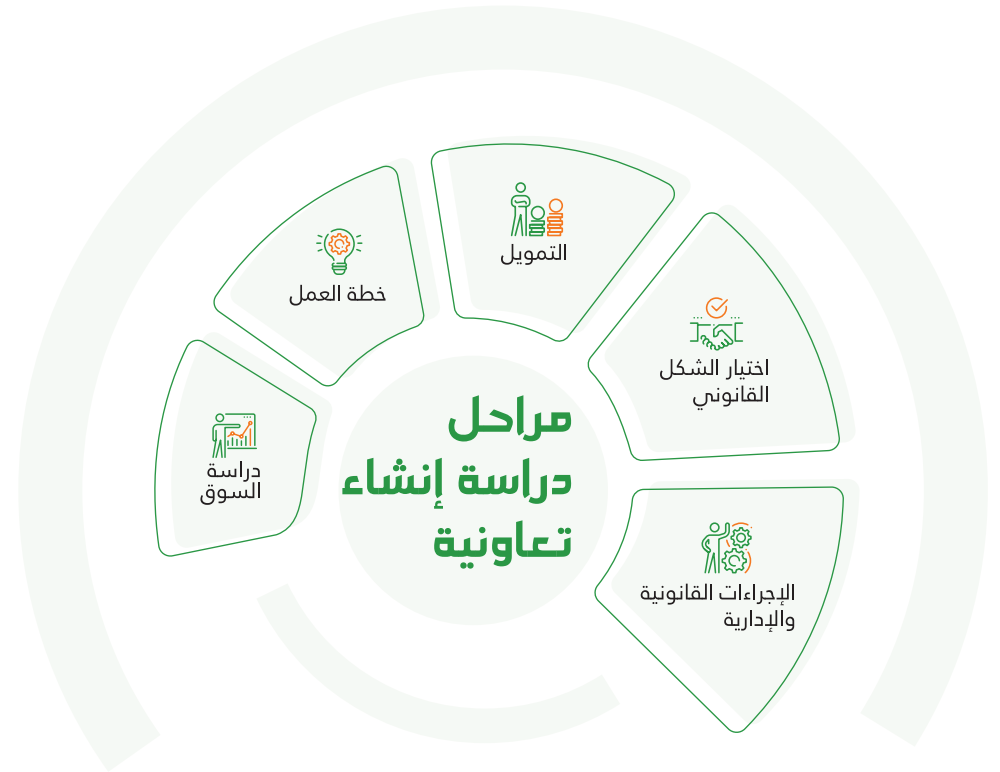 مراحل
دراسة إنشاء
تعاونية
دراسة
السوق
خطة العمل
التمويل
اختيار الشكل
القانوني
الإجراءات القانونية
والإدارية